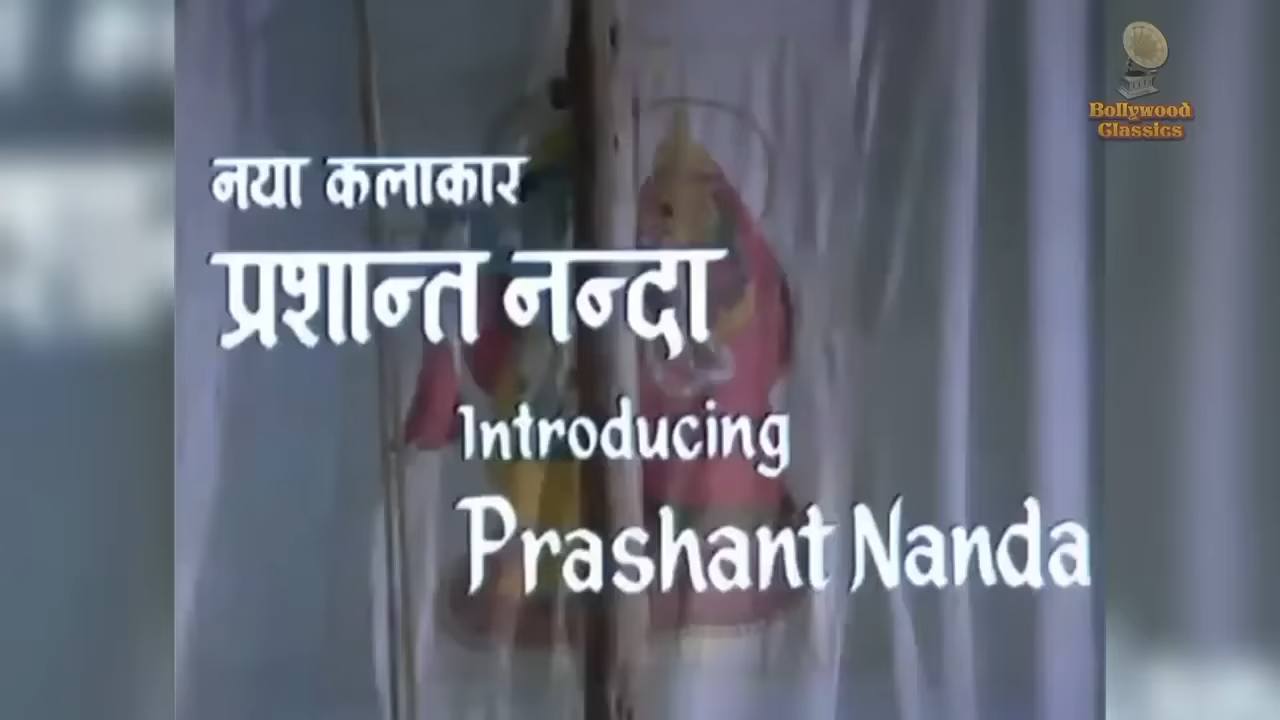 नया कलाकार
प्रशान्त नन्दा
Introducing
Prashant Nanda
Bollywood
Classics